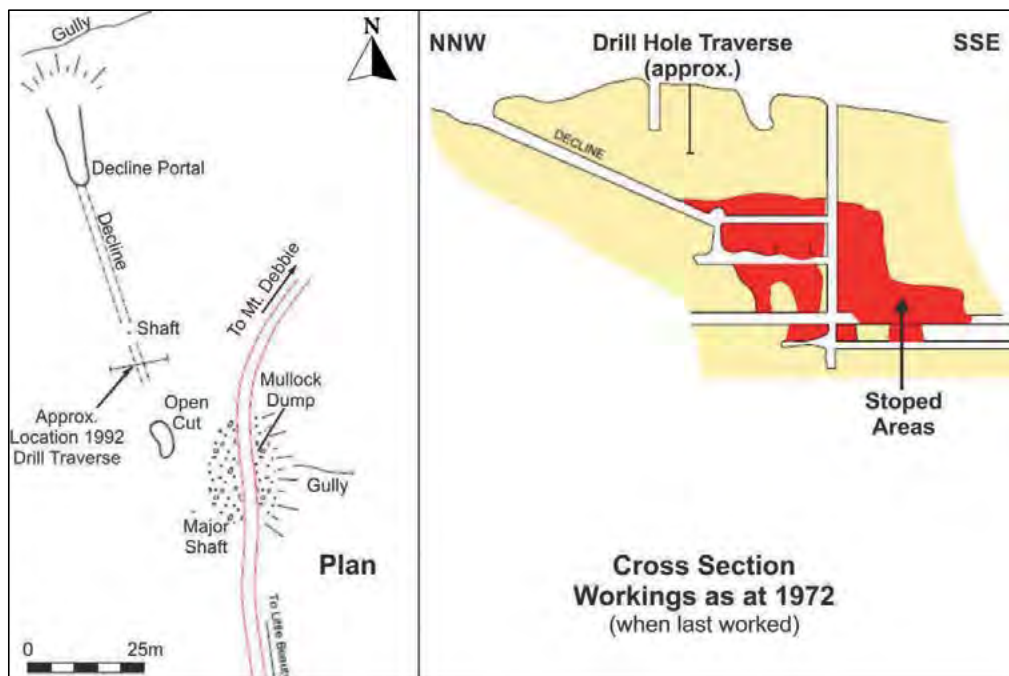 Gully
N
Decline Portal
Decline
Shaft
To Mt. Debbie
Mullock
Dump
Open
Cut
Approx.
Location 1992
Drill Traverse
Gully
Major
Shaft
Plan
To Little Beauty
0 25m
NNW
Drill Hole Traverse
(approx.)
SSE
DECLINE
Stoped
Areas
Cross Section
Workings as at 1972
(when last worked)